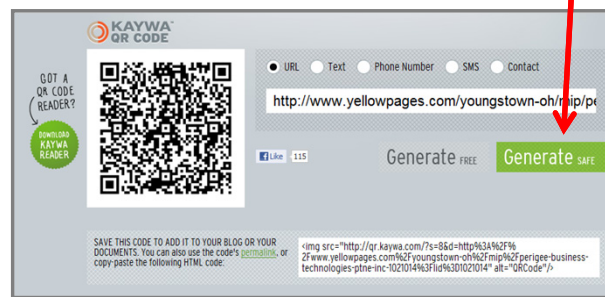 KAYWA
QR CODE
GOT A
QR CODE
READER?
DOWNLOAD
KAYWA
READER
URL Text Phone Number SMS Contact
http://www.yellowpages.com/youngstown-oh/mip/pe
Like 115
Generate FREE
Generate SAFE
SAVE THIS CODE TO ADD IT TO YOUR BLOG OR YOUR
DOCUMENTS. You can also use the code's permalink, or
copy-paste the following HTML code:
<img src="http://qr.kaywa.com/?s=8&d=http%3A%2F%
2Fwww.yellowpages.com%2Fyoungstown-oh%2Fmip%2Fperigee-business-
technologies-ptne-inc-1021014%3Flid%3D1021014" alt="QRCode"/>